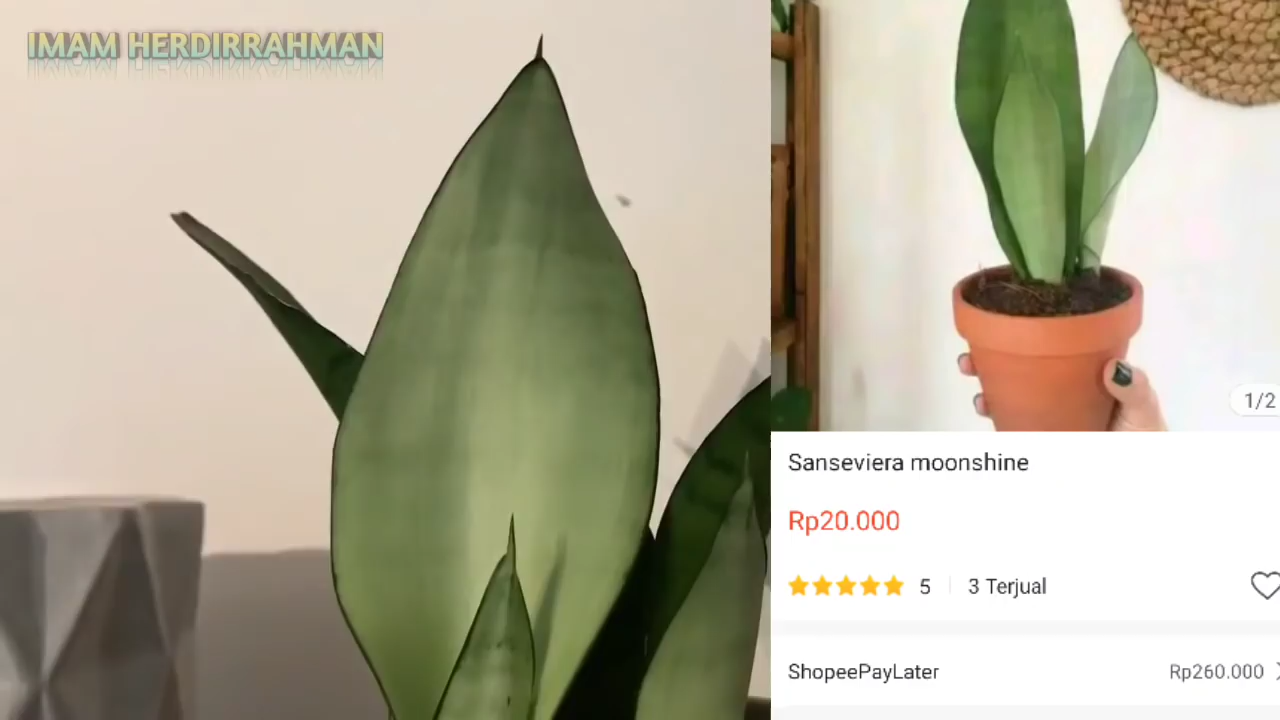 IMAM HERDIRRAHMAN
1/2
Sanseviera moonshine
Rp20.000
5 3 Terjual
ShopeePayLater Rp260.000